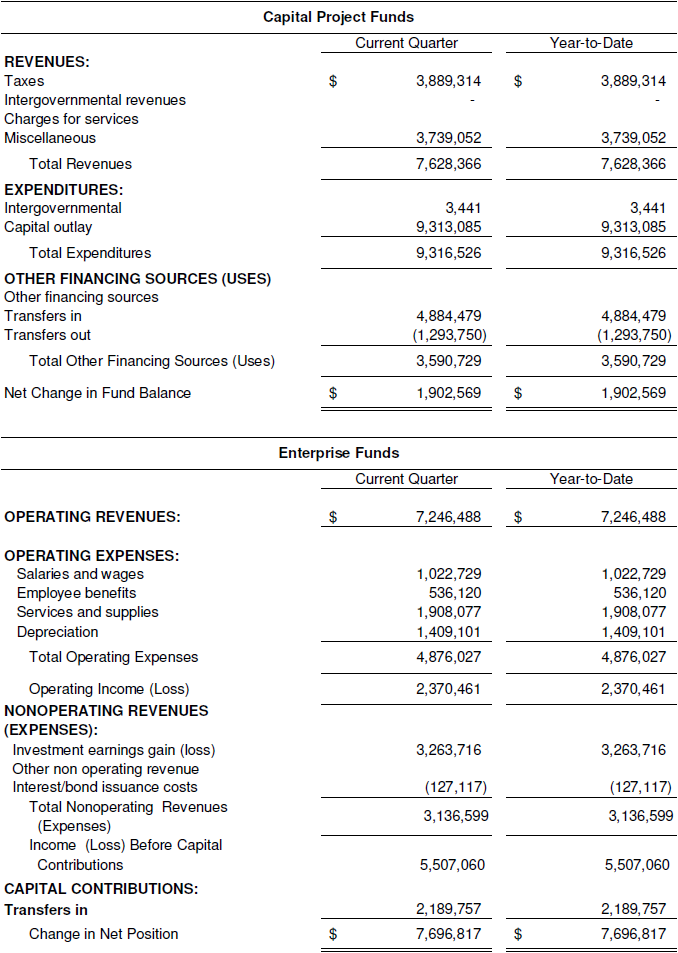 Capital Project Funds
Current Quarter Year-to-Date
REVENUES:
Taxes $ 3,889,314 $ 3,889,314
Intergovernmental revenues - -
Charges for services
Miscellaneous 3,739,052 3,739,052
Total Revenues 7,628,366 7,628,366
EXPENDITURES:
Intergovernmental 3,441 3,441
Capital outlay 9,313,085 9,313,085
Total Expenditures 9,316,526 9,316,526
OTHER FINANCING SOURCES (USES)
Other financing sources
Transfers in 4,884,479 4,884,479
Transfers out (1,293,750) (1,293,750)
Total Other Financing Sources (Uses) 3,590,729 3,590,729
Net Change in Fund Balance $ 1,902,569 $ 1,902,569
Enterprise Funds
Current Quarter Year-to-Date
OPERATING REVENUES: $ 7,246,488 $ 7,246,488
OPERATING EXPENSES:
Salaries and wages 1,022,729 1,022,729
Employee benefits 536,120 536,120
Services and supplies 1,908,077 1,908,077
Depreciation 1,409,101 1,409,101
Total Operating Expenses 4,876,027 4,876,027
Operating Income (Loss) 2,370,461 2,370,461
NONOPERATING REVENUES
(EXPENSES):
Investment earnings gain (loss) 3,263,716 3,263,716
Other non operating revenue
Interest/bond issuance costs (127,117) (127,117)
Total Nonoperating Revenues
(Expenses) 3,136,599 3,136,599
Income (Loss) Before Capital
Contributions 5,507,060 5,507,060
CAPITAL CONTRIBUTIONS:
Transfers in 2,189,757 2,189,757
Change in Net Position $ 7,696,817 $ 7,696,817